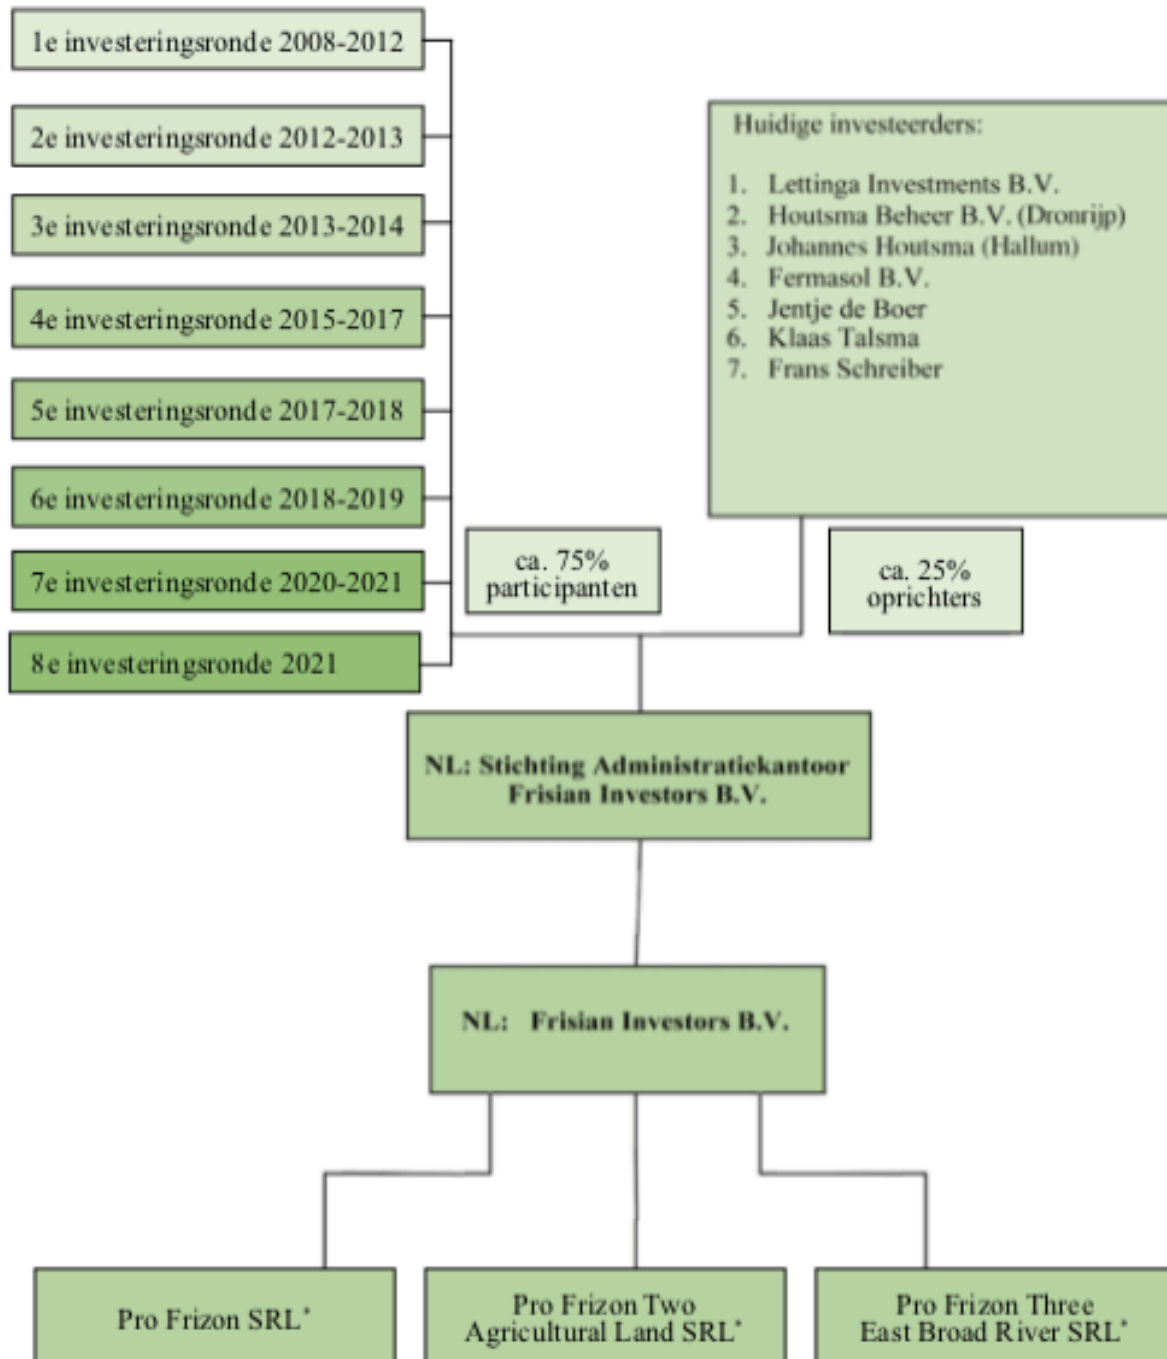 1e investeringsronde 2008-2012
2e investeringsronde 2012-2013
3e investeringsronde 2013-2014
4e investeringsronde 2015-2017
5e investeringsronde 2017-2018
6e investeringsronde 2018-2019
7e investeringsronde 2020-2021
8e investeringsronde 2021
Huidige investeerders:
1. Lettinga Investments B.V.
2. Houtsma Beheer B.V. (Dronrijp)
3. Johannes Houtsma (Hallum)
4. Fermasol B.V.
5. Jentje de Boer
6. Klaas Talsma
7. Frans Schreiber
ca. 75%
participanten
ca. 25%
oprichters
NL: Stichting Administratiekantoor
Frisian Investors B.V.
NL: Frisian Investors B.V.
Pro Frizon SRL*
Pro Frizon Two
Agricultural Land SRL*
Pro Frizon Three
East Broad River SRL*